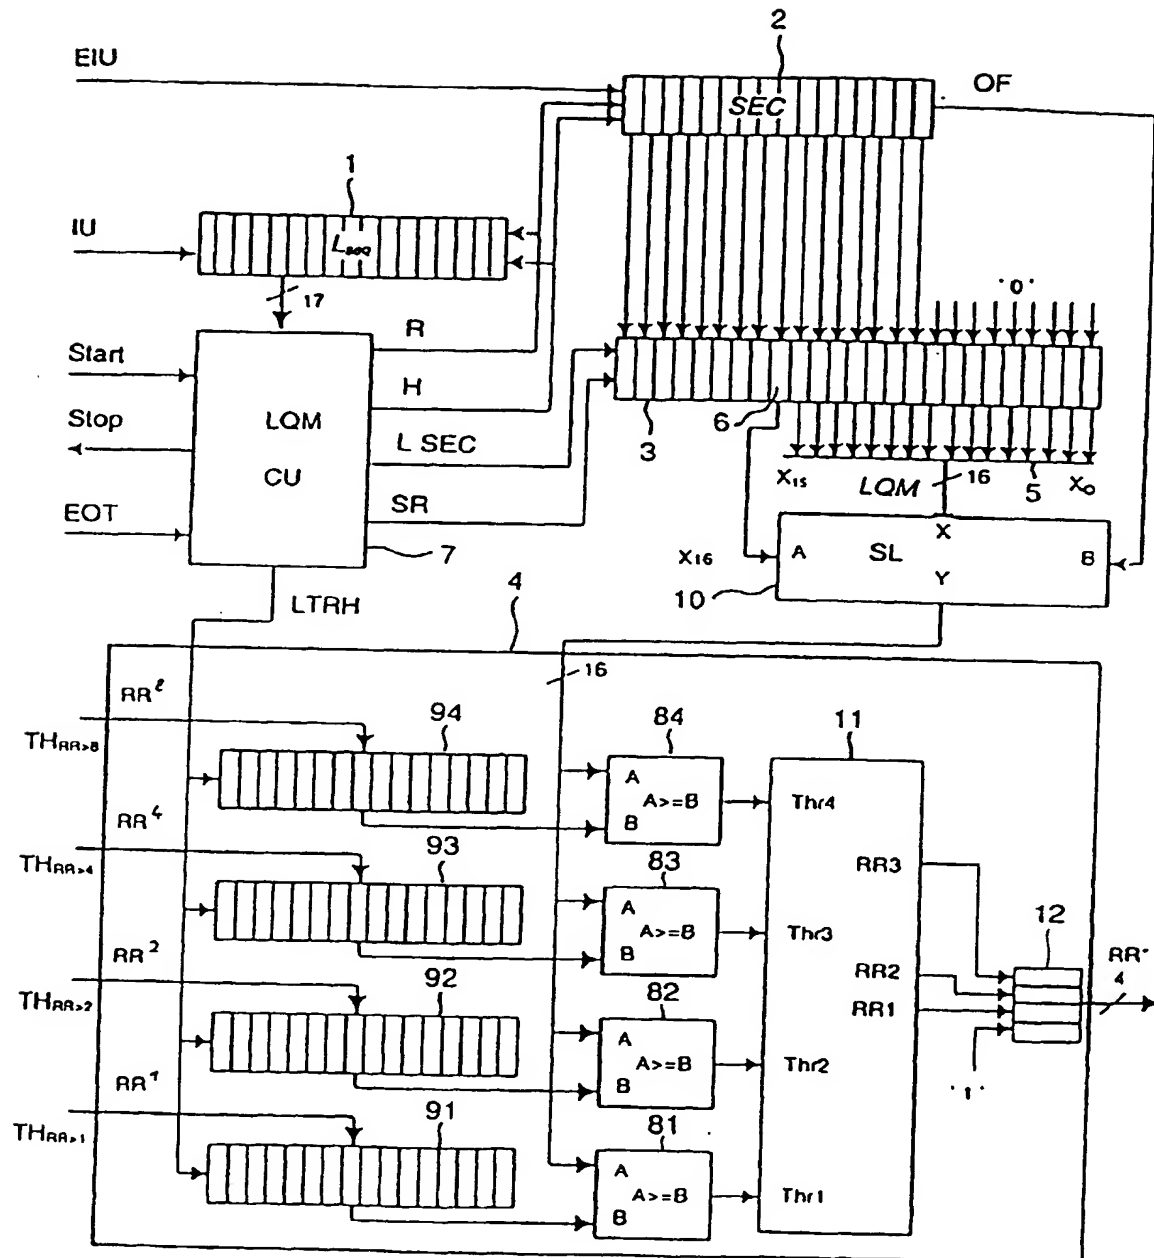 2
EIU
SEC
OF
1
IU
Lseq
17
'0'
R
Start
H
LQM
CU
Stop
L SEC
6
3
X15
LQM
16
5
X0
SR
EOT
7
X
X16
A
SL
B
Y
10
LTRH
4
16
RR
94
84
11
THRR>8
A
A>=B
B
Thr4
RR4
93
83
RR3
THRR>4
A
A>=B
B
Thr3
12
RR2
92
82
RR2
RR1
4
THRR>2
A
A>=B
B
Thr2
'1'
RR1
91
81
THRR>1
A
A>=B
B
Thr1